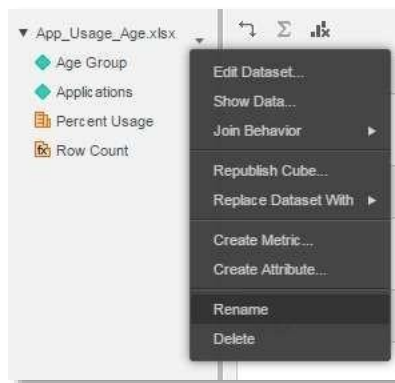 App_Usage_Age.xlsx
Age Group
Applications
Percent Usage
fx Row Count
Σ
Edit Dataset...
Show Data...
Join Behavior
Republish Cube...
Replace Dataset With
Create Metric...
Create Attribute...
Rename
Delete